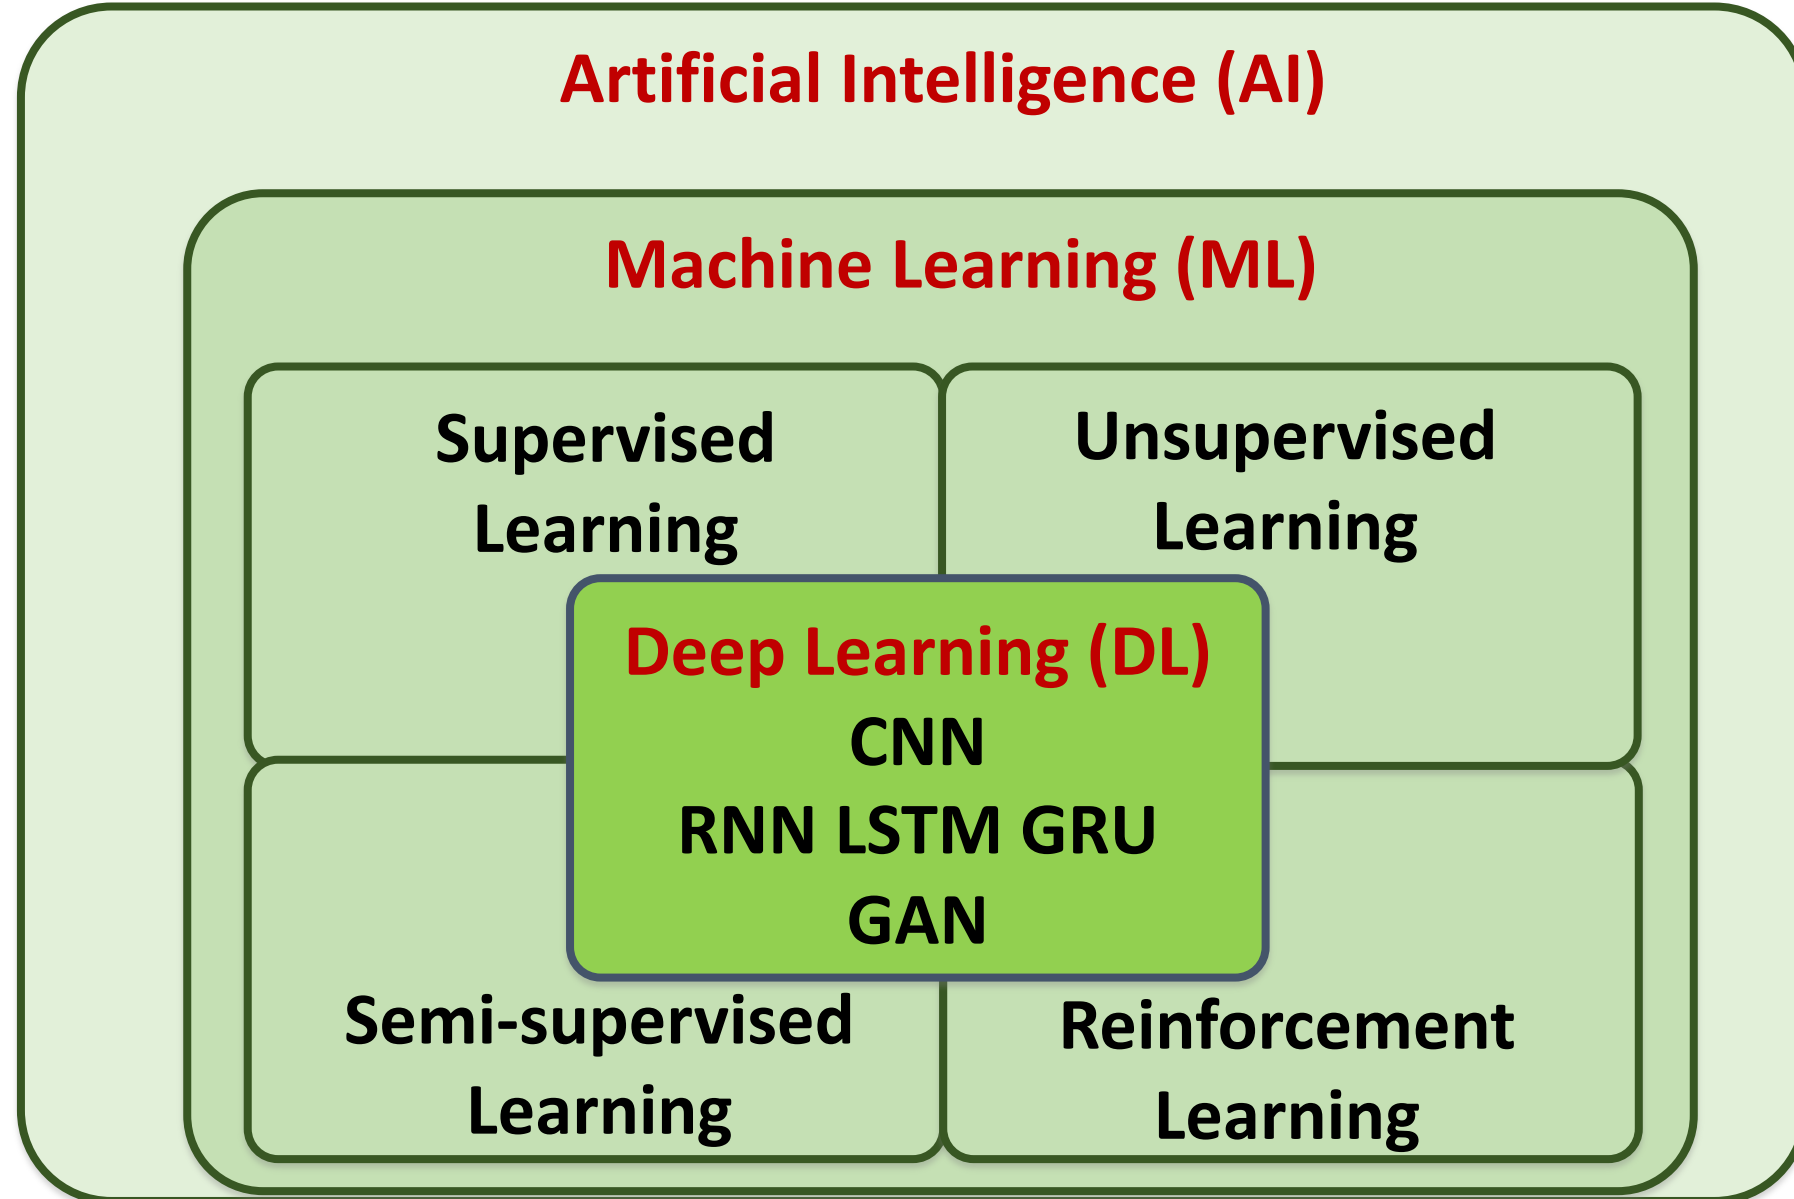 Artificial Intelligence (AI)
Machine Learning (ML)
Supervised
Learning
Unsupervised
Learning
Deep Learning (DL)
CNN
RNN LSTM GRU
GAN
Semi-supervised
Learning
Reinforcement
Learning